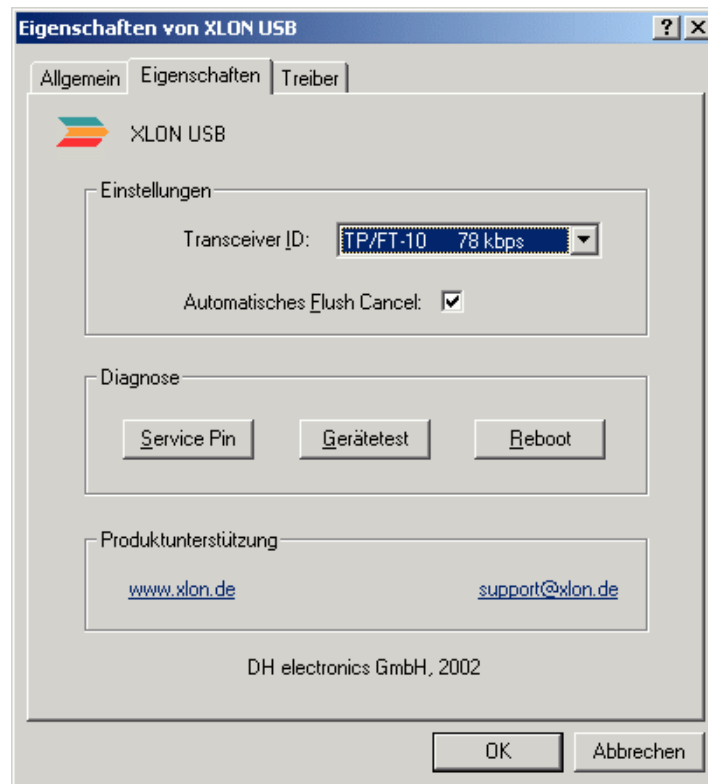 Eigenschaften von XLON USB
Allgemein Eigenschaften Treiber
XLON USB
Einstellungen
Transceiver ID: TP/FT-10 78 kbps
Automatisches Flush Cancel:
Diagnose
Service Pin Gerätetest Reboot
Produktunterstützung
www.xlon.de support@xlon.de
DH electronics GmbH, 2002
OK Abbrechen